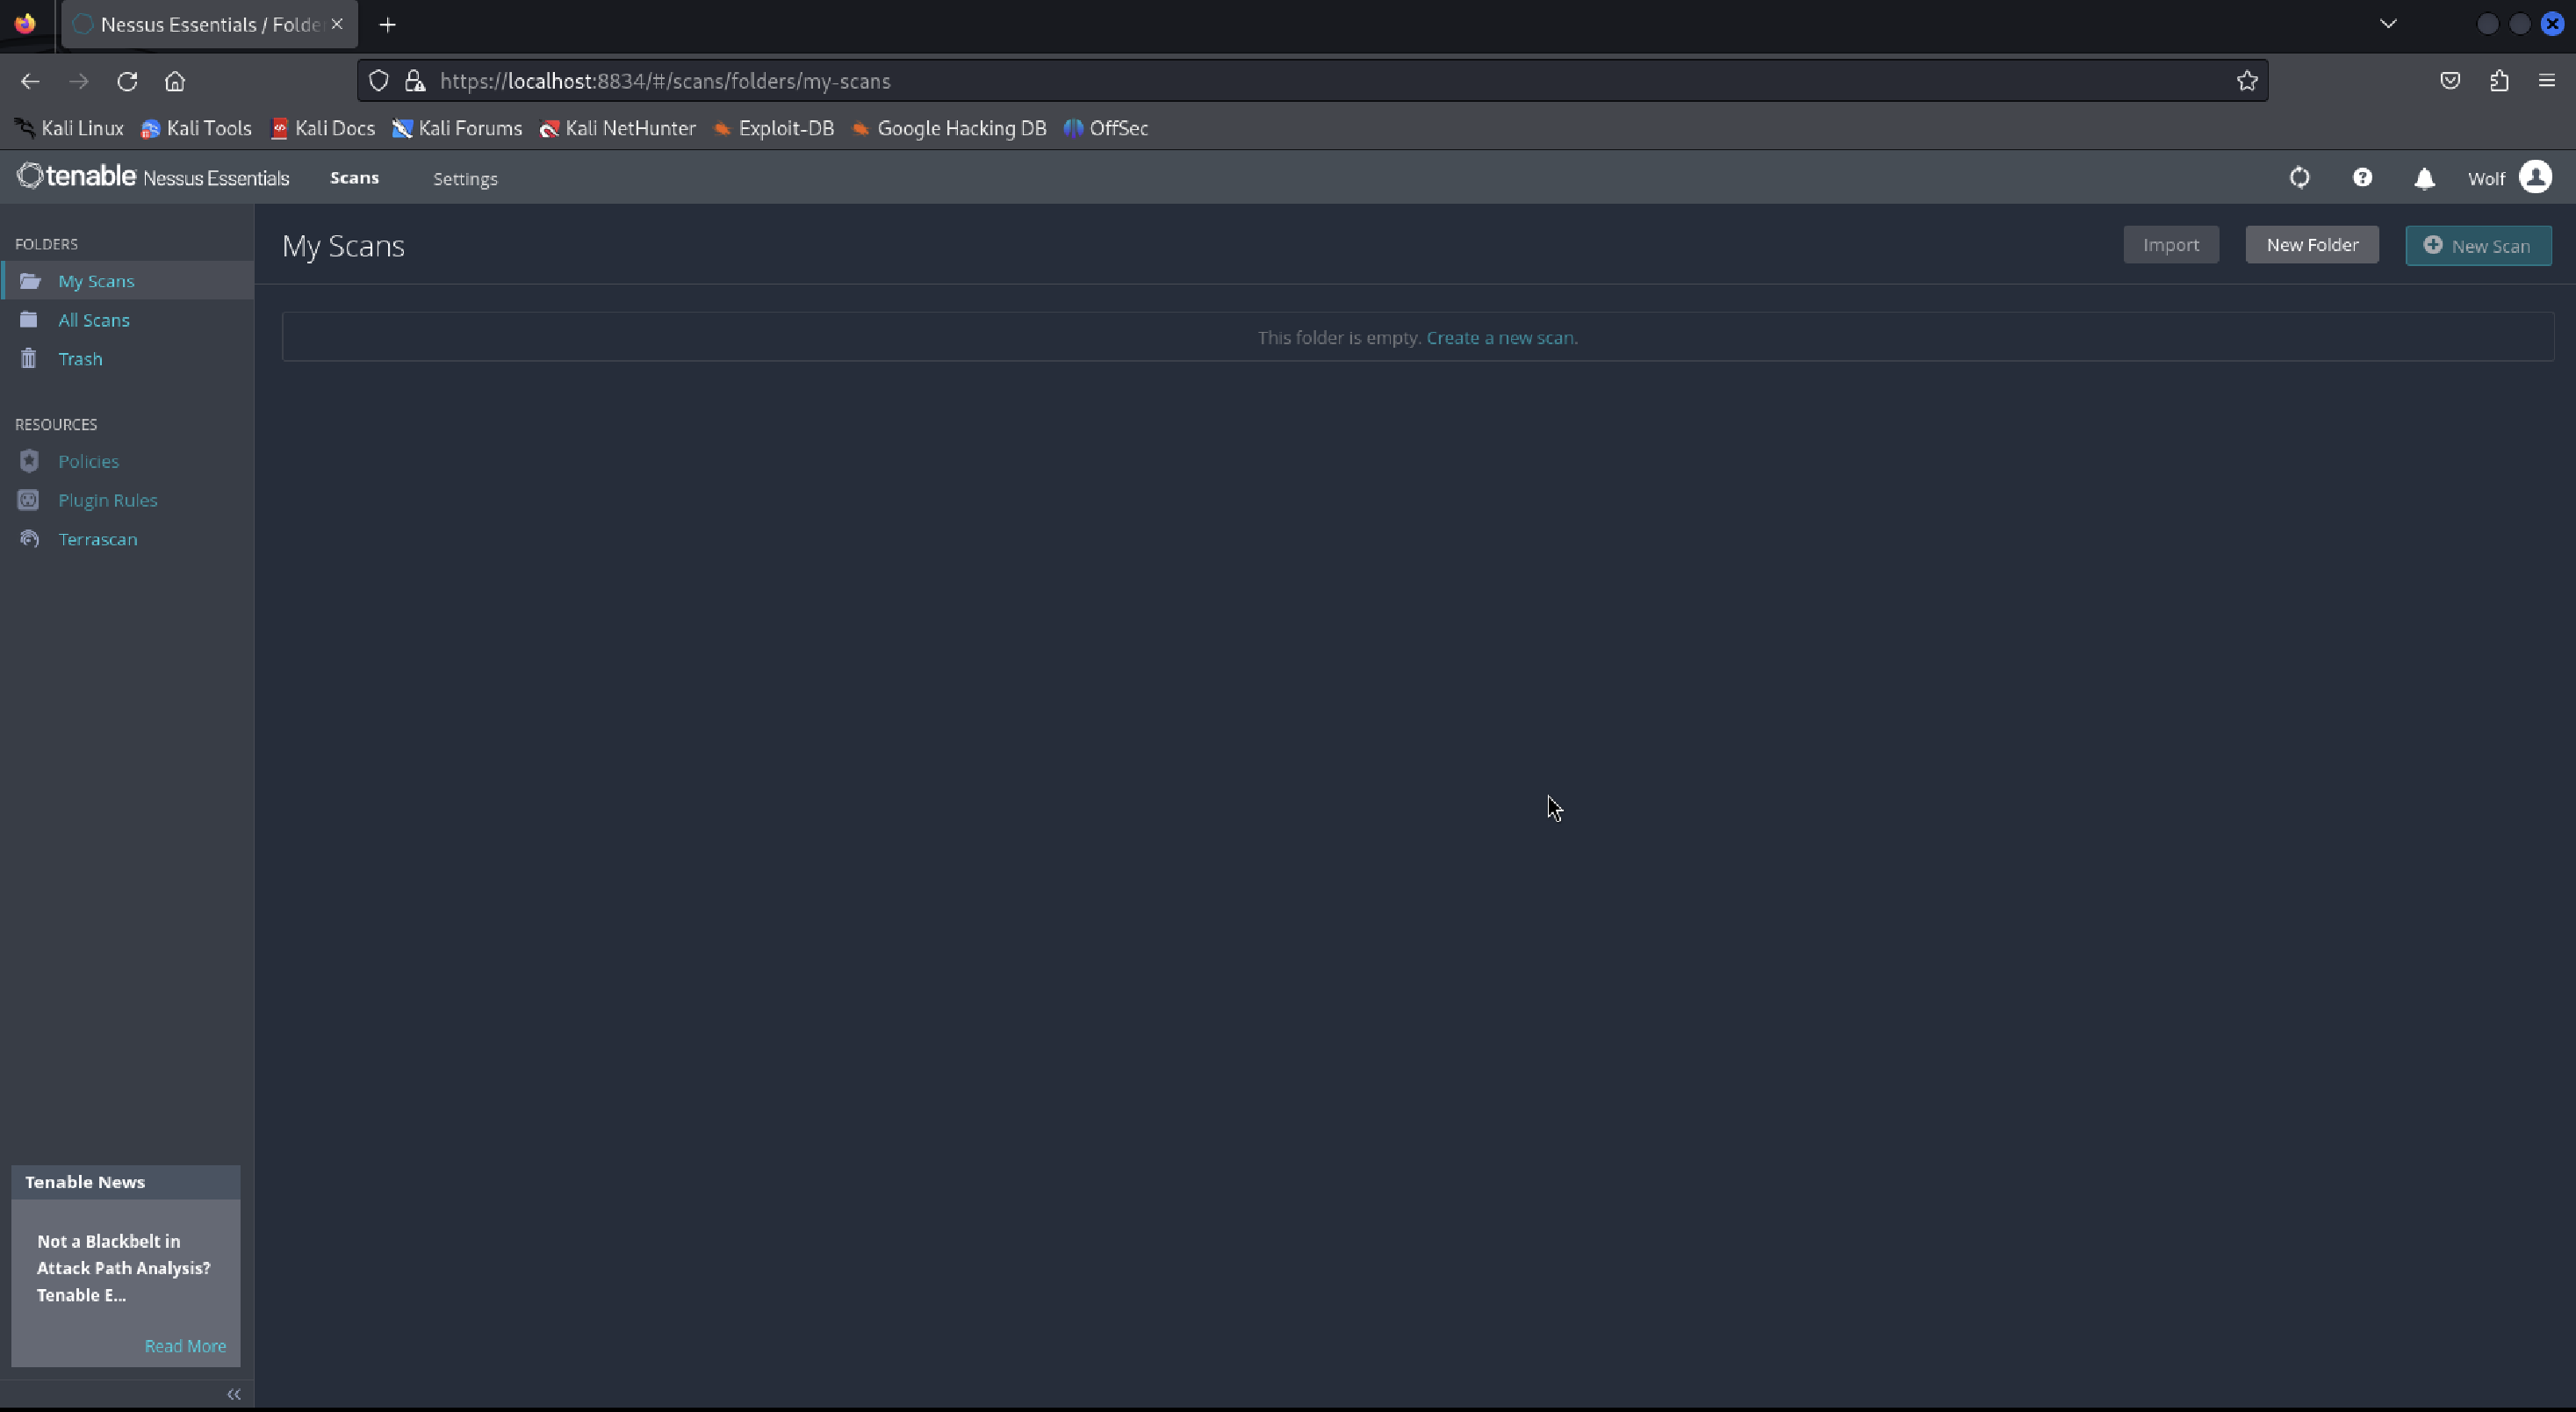 Nessus Essentials / Folde
https://localhost:8834/#/scans/folders/my-scans
Kali Linux Kali Tools Kali Docs Kali Forums Kali NetHunter Exploit-DB Google Hacking DB OffSec
tenable Nessus Essentials Scans Settings Wolf
FOLDERS
My Scans
All Scans
Trash
RESOURCES
Policies
Plugin Rules
Terrascan
My Scans Import New Folder New Scan
This folder is empty. Create a new scan.
Tenable News
Not a Blackbelt in
Attack Path Analysis?
Tenable E...
Read More